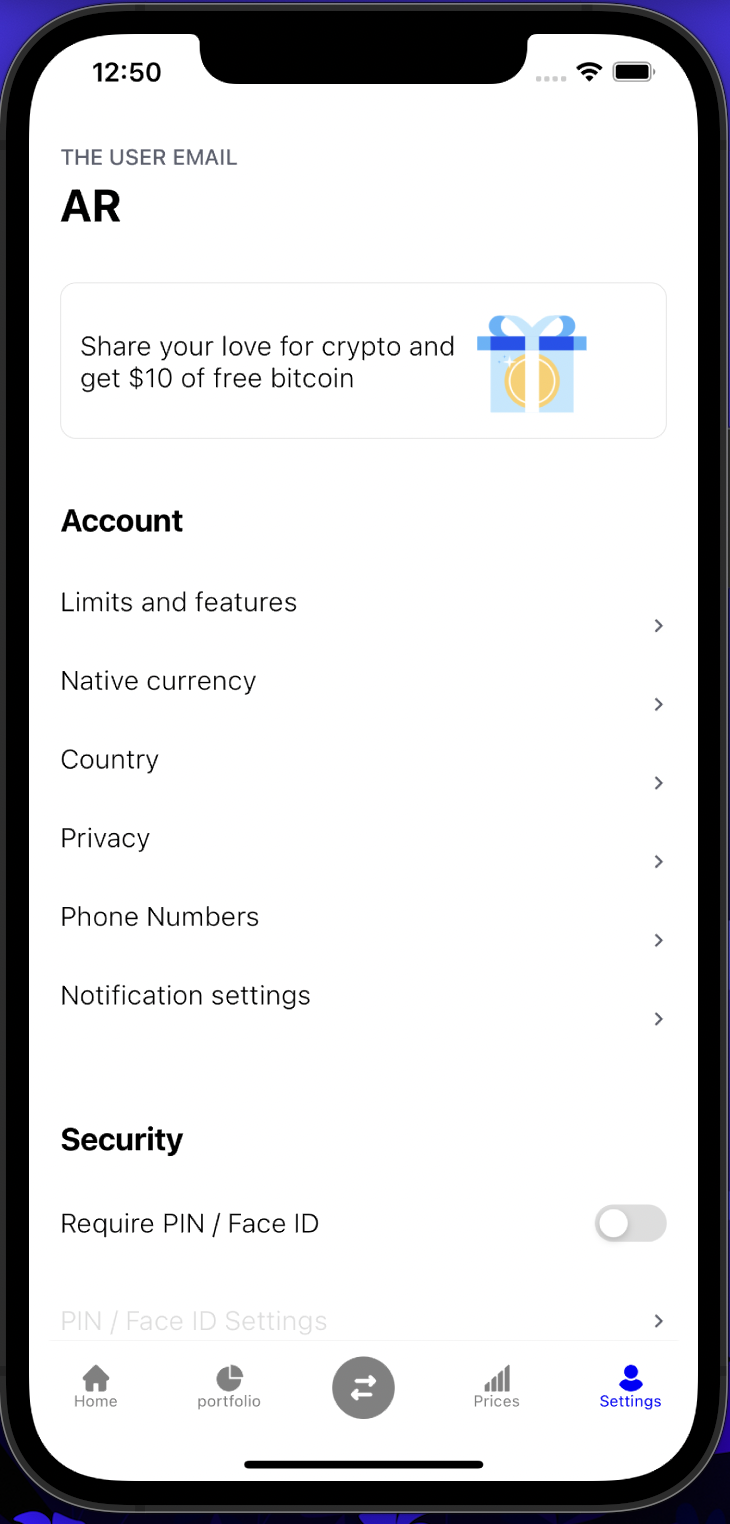 12:50
THE USER EMAIL
AR
Share your love for crypto and
get $10 of free bitcoin
Account
Limits and features
Native currency
Country
Privacy
Phone Numbers
Notification settings
Security
Require PIN / Face ID
PIN / Face ID Settings
Home portfolio Prices Settings